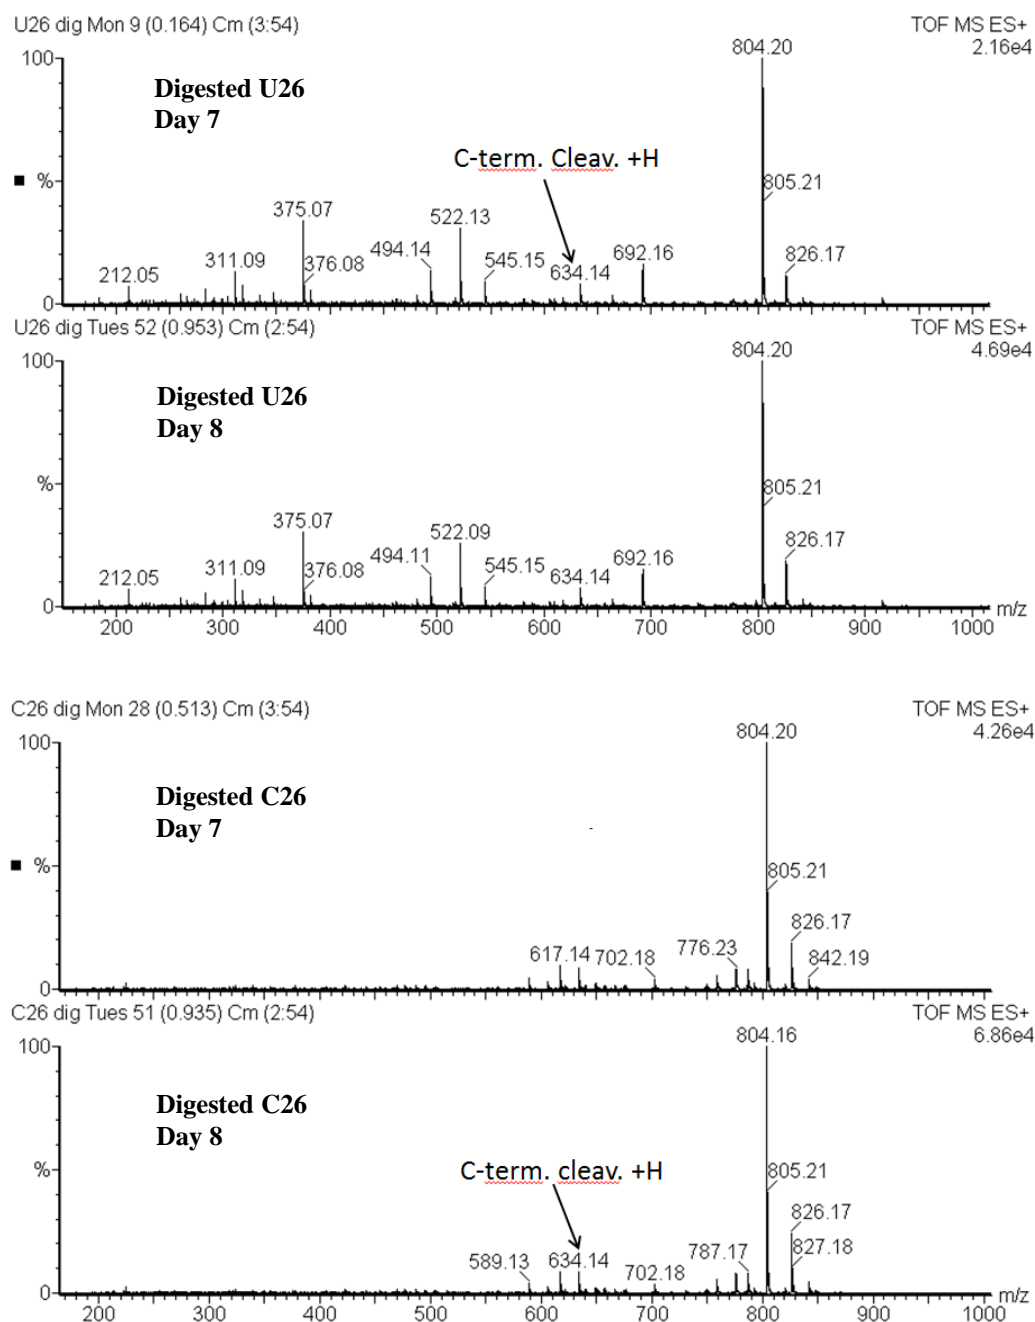 U26 dig Mon 9 (0.164) Cm (3:54)
TOF MS ES+
2.16e4
804.20
100
Digested U26
Day 7
C-term. Cleav. +H
%
805.21
375.07
522.13
494.14
692.16
311.09
376.08
545.15
634.14
826.17
212.05
0
U26 dig Tues 52 (0.953) Cm (2:54)
TOF MS ES+
4.69e4
804.20
100
Digested U26
Day 8
%
805.21
375.07
522.09
494.11
692.16
826.17
311.09
376.08
545.15
634.14
212.05
0
200 300 400 500 600 700 800 900 1000 m/z
C26 dig Mon 28 (0.513) Cm (3:54)
TOF MS ES+
4.26e4
804.20
100
Digested C26
Day 7
%
805.21
826.17
617.14 702.18 776.23
842.19
0
C26 dig Tues 51 (0.935) Cm (2:54)
TOF MS ES+
6.86e4
804.16
100
Digested C26
Day 8
%
C-term. cleav. +H
805.21
826.17
787.17 827.18
589.13 634.14
702.18
0
200 300 400 500 600 700 800 900 1000 m/z